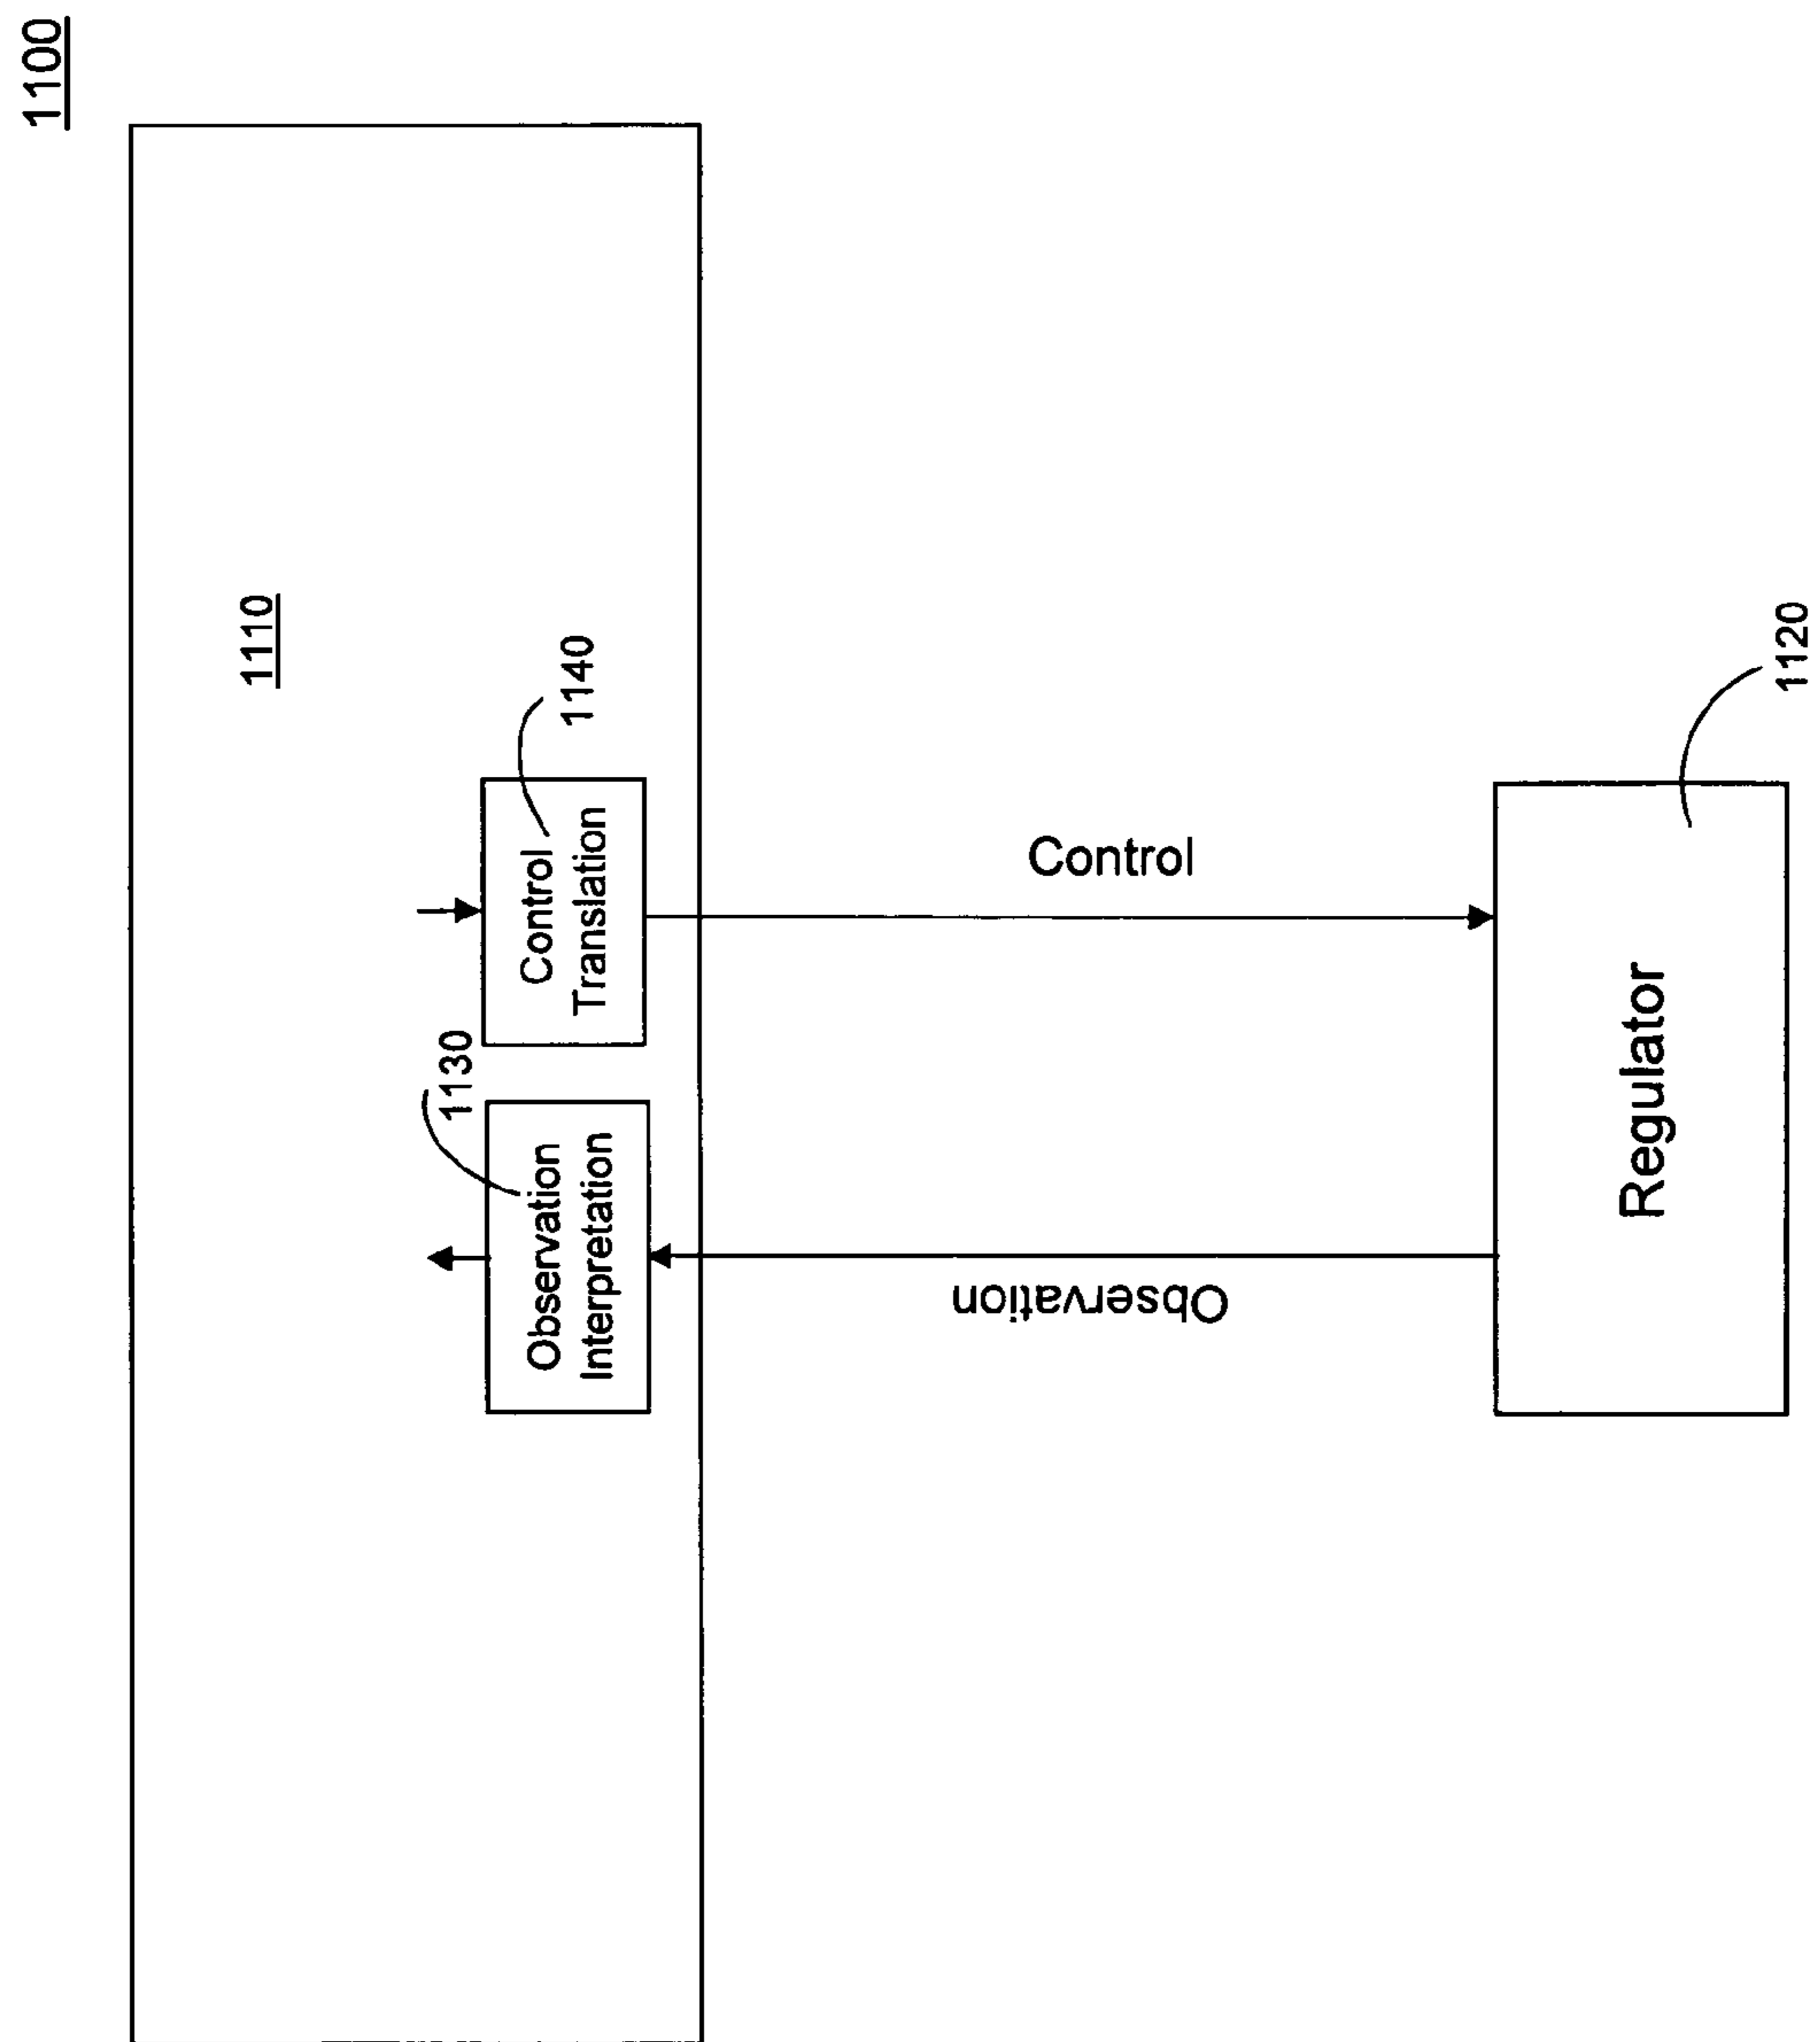 1100
1110
1130
Observation
Interpretation
1140
Control
Translation
Observation
Control
Regulator
1120